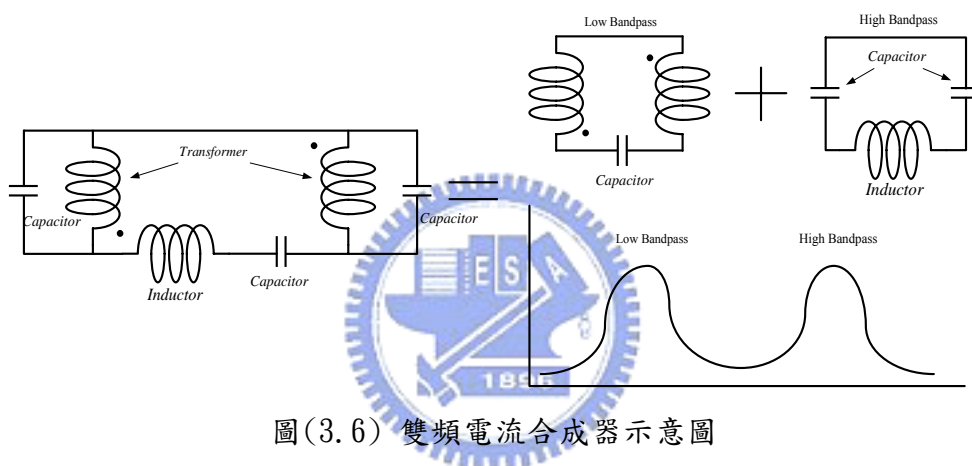 Low Bandpass
High Bandpass
Capacitor
Capacitor
Inductor
Transformer
Capacitor
Capacitor
Capacitor
Inductor
Low Bandpass
High Bandpass
E S A
1896
圖(3.6) 雙頻電流合成器示意圖